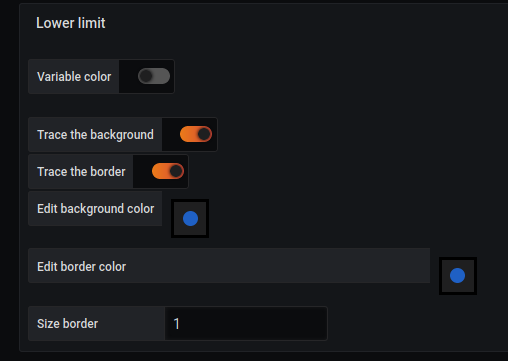 Lower limit
Variable color
Trace the background
Trace the border
Edit background color
Edit border color
Size border 1